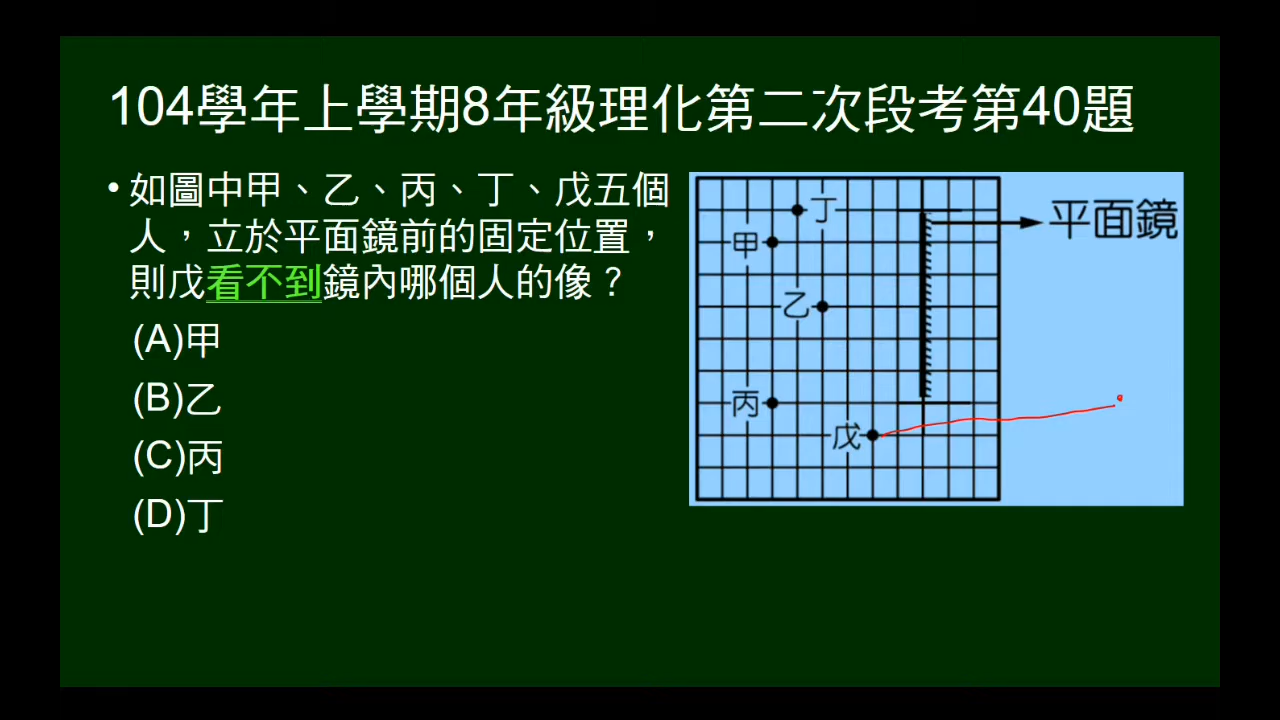 104學年上學期8年級理化第二次段考第40題
• 如圖中甲、乙、丙、丁、戊五個
人，立於平面鏡前的固定位置，
則戊看不到鏡內哪個人的像？
(A)甲
(B)乙
(C)丙
(D)丁
丁
平面鏡
甲
乙
丙
戊